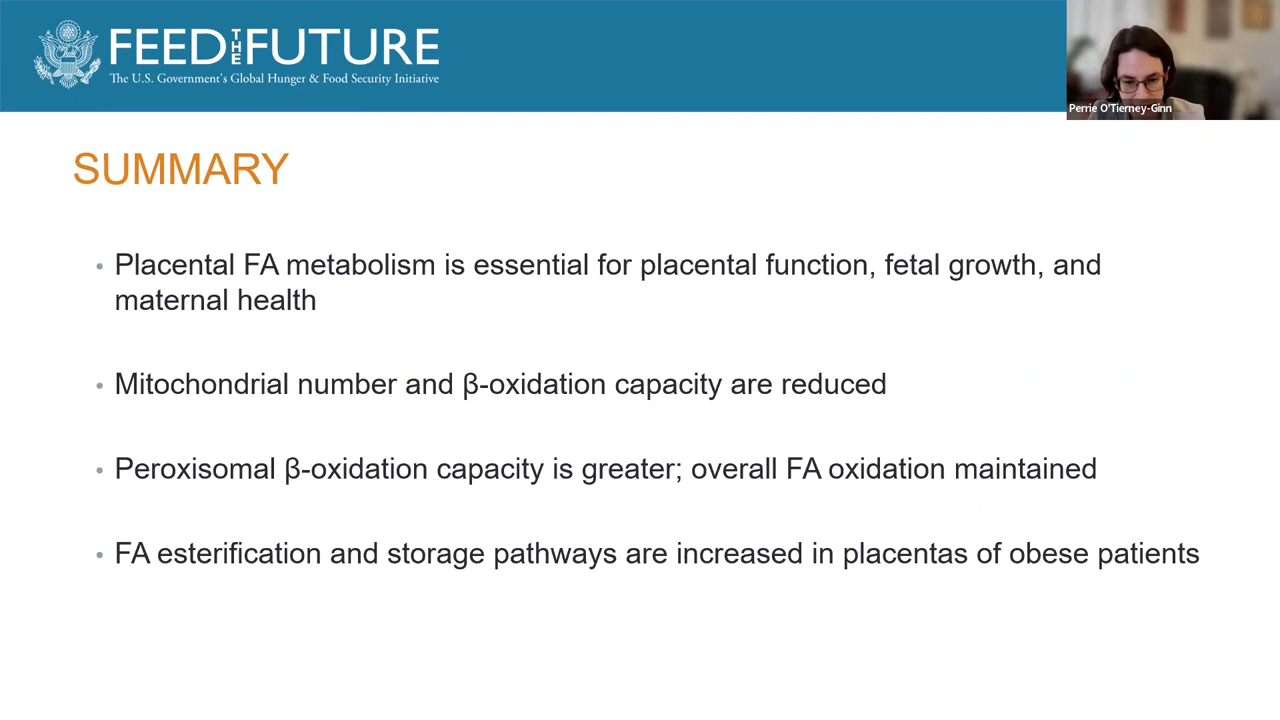 FEED THE FUTURE
The U.S. Government's Global Hunger & Food Security Initiative
Perrie O'Tierney-Ginn
SUMMARY
• Placental FA metabolism is essential for placental function, fetal growth, and
maternal health
• Mitochondrial number and β-oxidation capacity are reduced
• Peroxisomal β-oxidation capacity is greater; overall FA oxidation maintained
• FA esterification and storage pathways are increased in placentas of obese patients